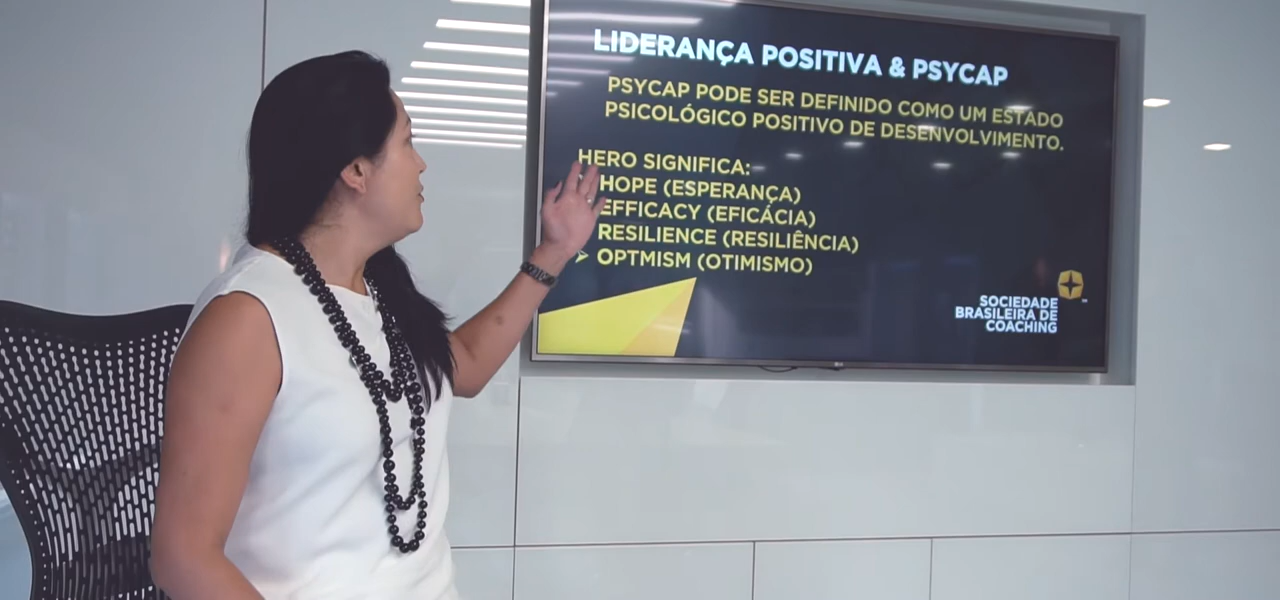 LIDERANÇA POSITIVA & PSYCAP
PSYCAP PODE SER DEFINIDO COMO UM ESTADO
PSICOLÓGICO POSITIVO DE DESENVOLVIMENTO.
HERO SIGNIFICA:
HOPE (ESPERANÇA)
EFFICACY (EFICÁCIA)
RESILIENCE (RESILIÊNCIA)
➤ OPTMISM (OTIMISMO)
SOCIEDADE
BRASILEIRA DE
COACHING